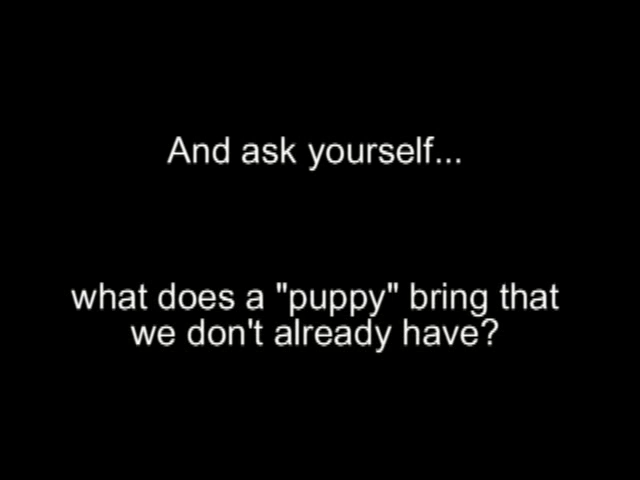 And ask yourself...
what does a "puppy" bring that
we don't already have?